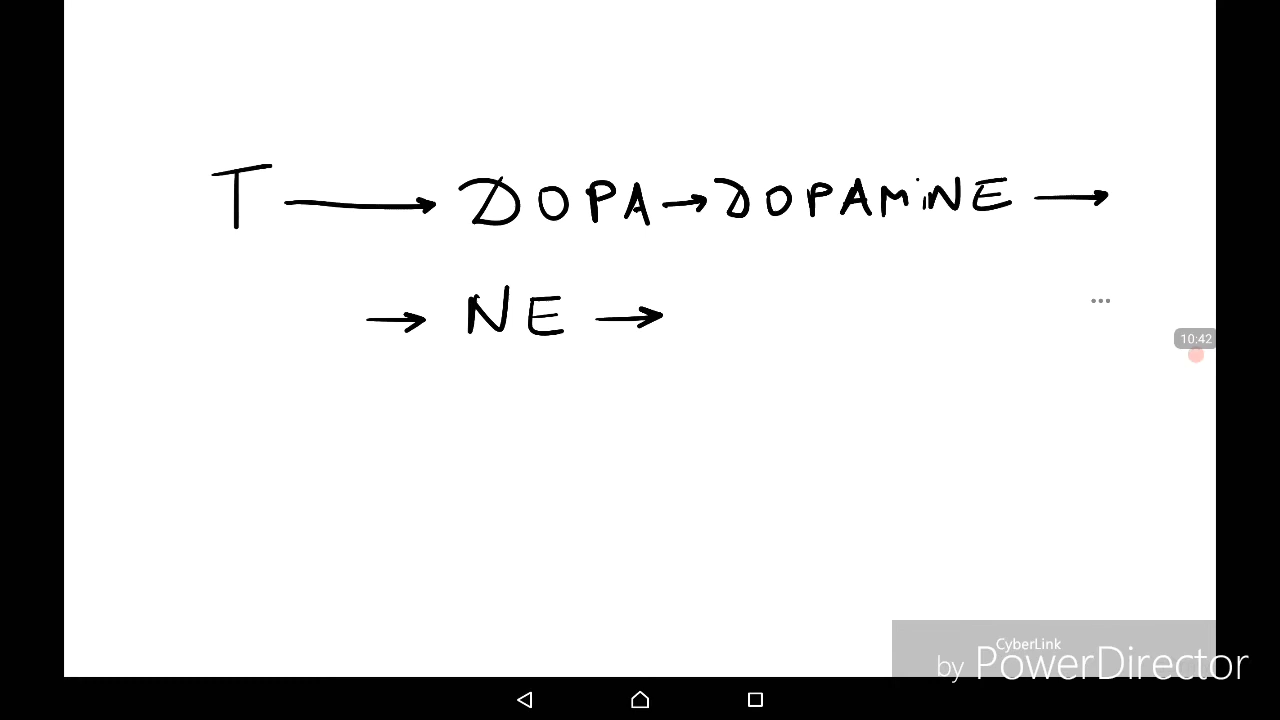 T → DOPA → DOPAMiNE →
→ NE →
...
10:42
CyberLink
by PowerDirector